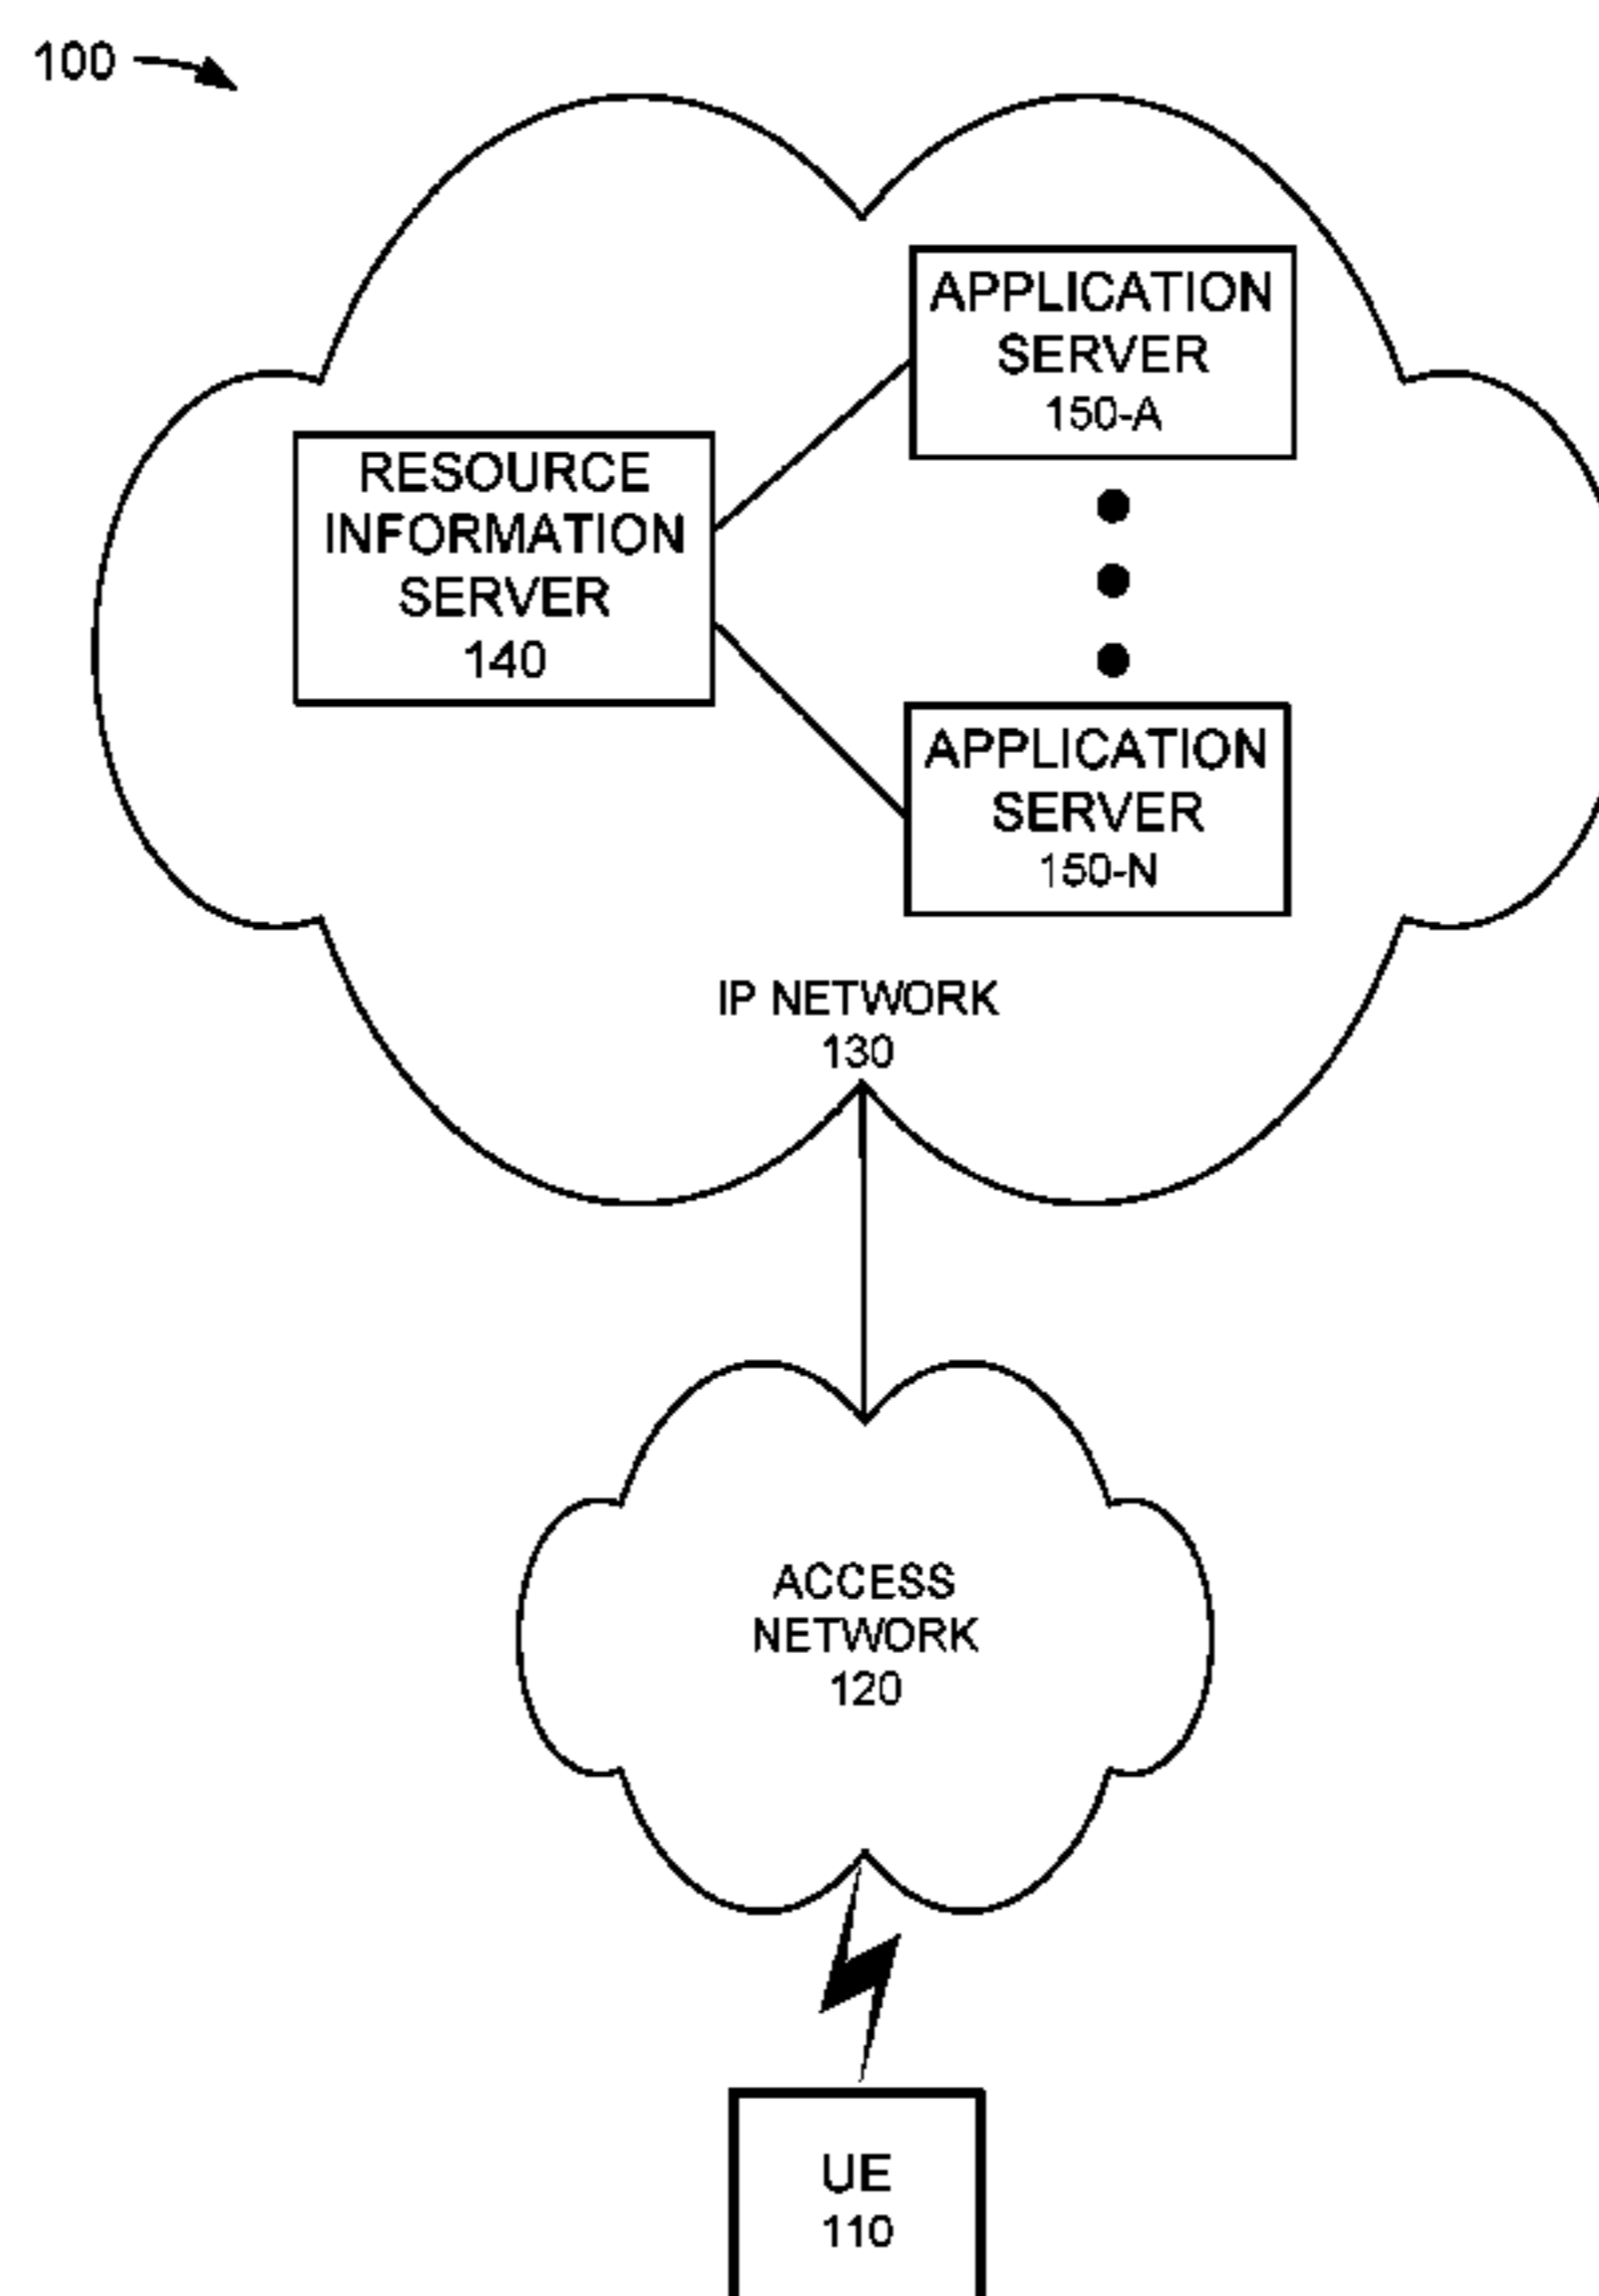 100
APPLICATION
SERVER
150-A
RESOURCE
INFORMATION
SERVER
140
APPLICATION
SERVER
150-N
IP NETWORK
130
ACCESS
NETWORK
120
UE
110